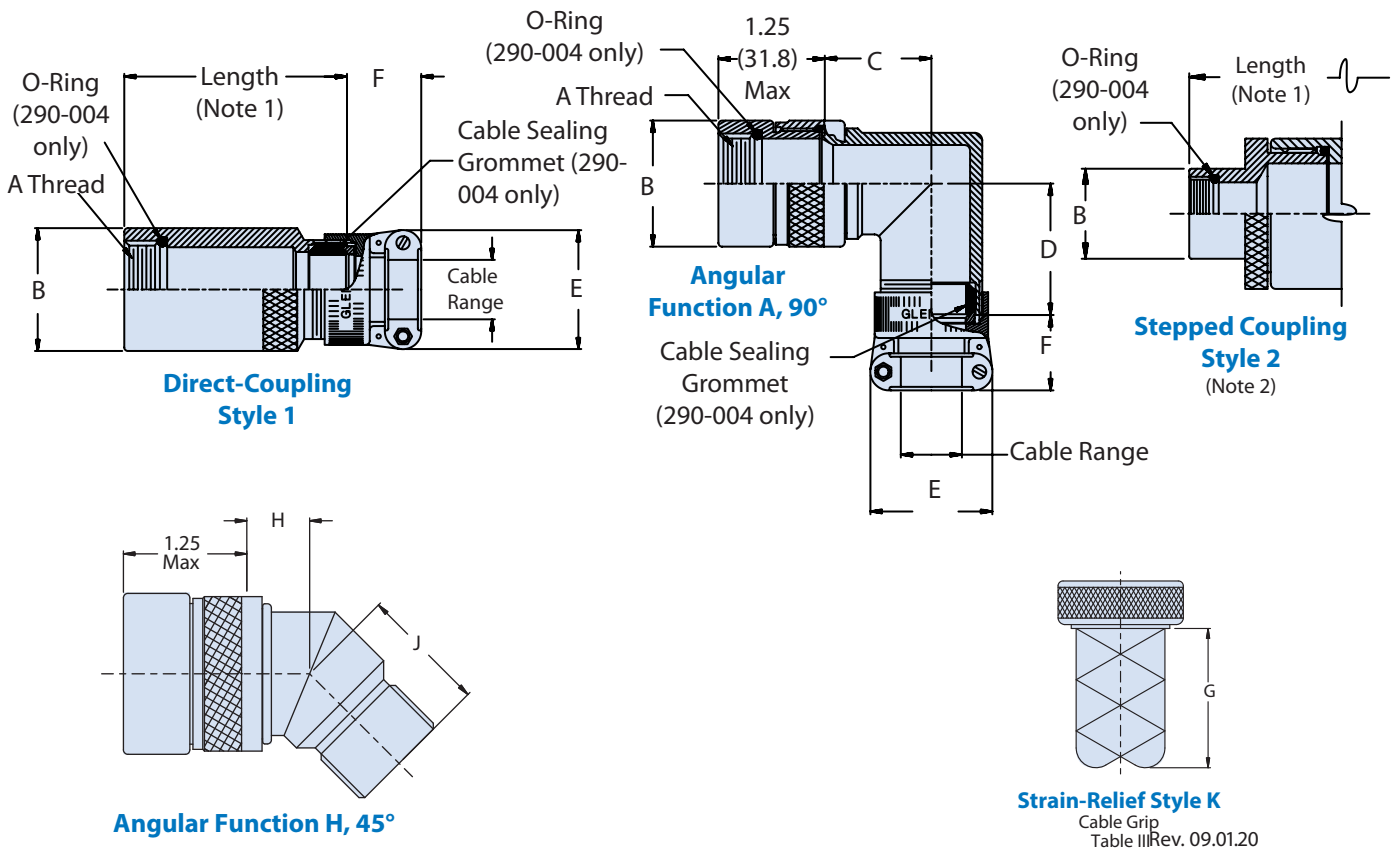 O-Ring
(290-004
only)
A Thread
Length
(Note 1)
F
Cable Sealing
Grommet (290-
004 only)
B
GLE
Cable
Range
E
Direct-Coupling
Style 1
O-Ring
(290-004 only)
1.25
(31.8)
Max
C
A Thread
B
D
Angular
Function A, 90°
GLE
F
Cable Sealing
Grommet
(290-004 only)
Cable Range
E
O-Ring
(290-004
only)
Length
(Note 1)
B
Stepped Coupling
Style 2
(Note 2)
H
1.25
Max
J
Angular Function H, 45°
G
Strain-Relief Style K
Cable Grip
Table III
Rev. 09.01.20